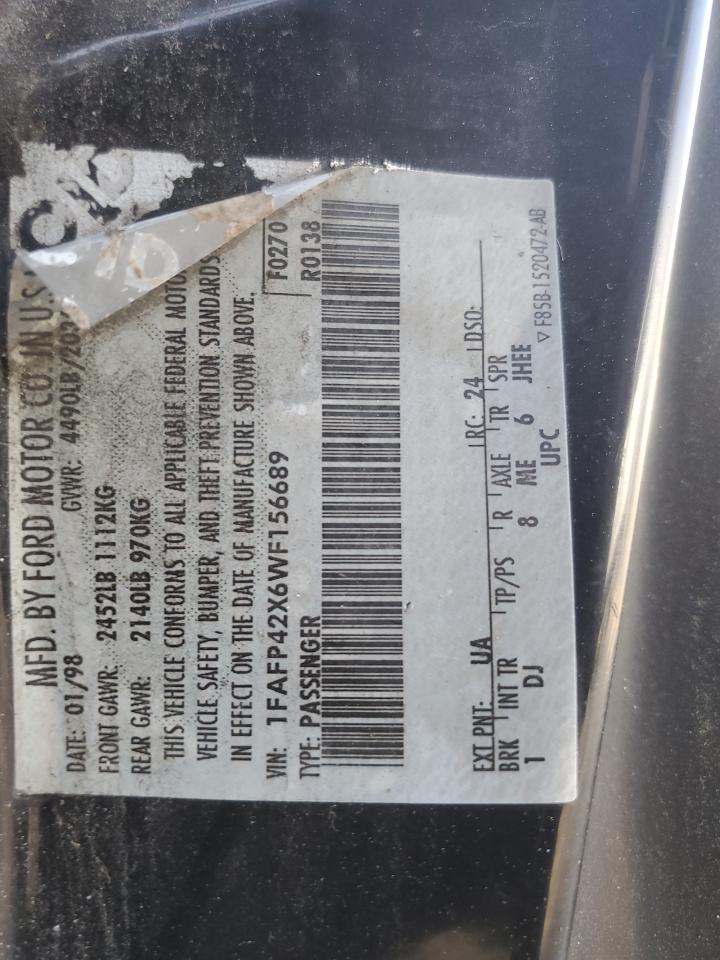 MFD. BY FORD MOTOR CO. IN U.S.
DATE: 01/98 GVWR: 4490LB/
FRONT GAWR: 2452LB 1112KG
REAR GAWR: 2140LB 970KG
THIS VEHICLE CONFORMS TO ALL APPLICABLE FEDERAL MOTO
VEHICLE SAFETY, BUMPER, AND THEFT PREVENTION STANDARDS
IN EFFECT ON THE DATE OF MANUFACTURE SHOWN ABOVE.
VIN: 1FAFP42X6WF156689 F0270
TYPE: PASSENGER R0138
EXT PNT: UA RC: 24 DSO:
BRK INT TR TP/PS R AXLE TR SPR
1 DJ 8 ME 6 JHEE
UPC ▽ F85B-1520472-AB